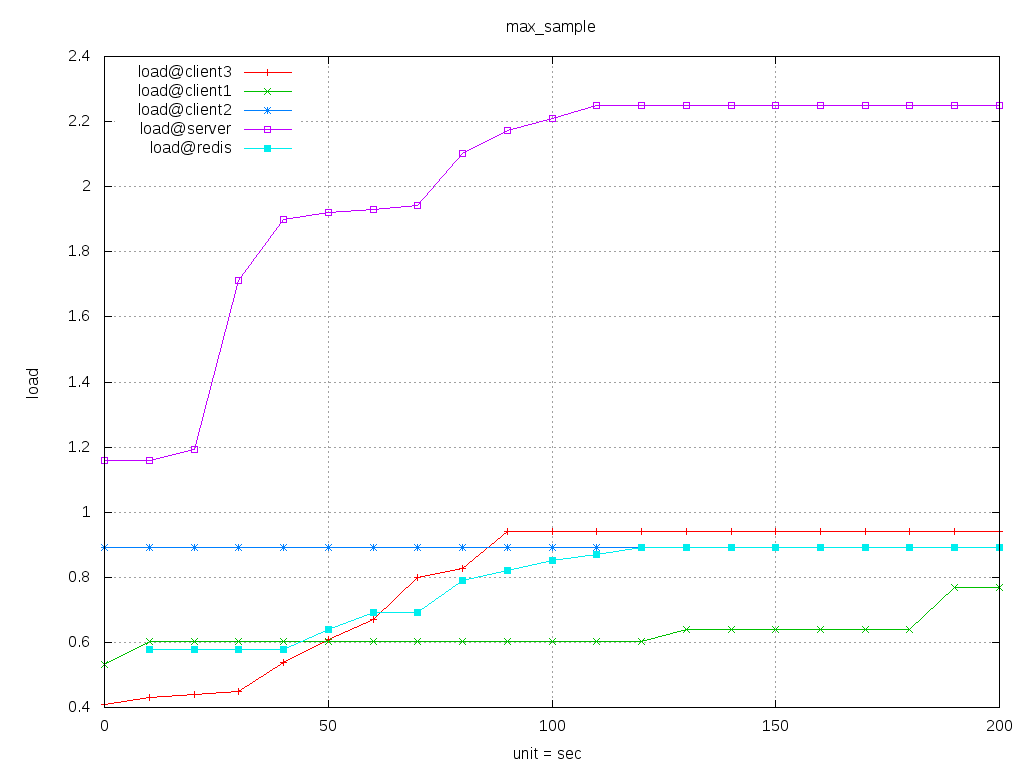 max_sample
load@client3
load@client1
load@client2
load@server
load@redis
2.4
2.2
2
1.8
1.6
1.4
1.2
1
0.8
0.6
0.4
load
0 50 100 150 200
unit = sec